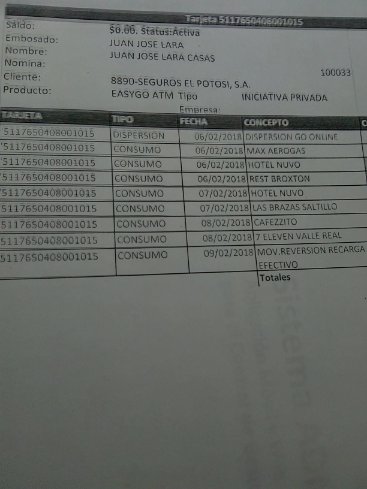 Tarjeta 5117650408001015
Saldo: $0.00. Status:Activa
Embosado: JUAN JOSE LARA
Nombre: JUAN JOSE LARA CASAS
Nomina: 100033
Cliente: 8890-SEGUROS EL POTOSI, S.A.
Producto: EASYGO ATM Tipo INICIATIVA PRIVADA
Empresa:
TARJETA TIPO FECHA CONCEPTO
5117650408001015 DISPERSION 06/02/2018 DISPERSION GO ONLINE
5117650408001015 CONSUMO 06/02/2018 MAX AEROGAS
5117650408001015 CONSUMO 06/02/2018 HOTEL NUVO
5117650408001015 CONSUMO 06/02/2018 REST BROXTON
5117650408001015 CONSUMO 07/02/2018 HOTEL NUVO
5117650408001015 CONSUMO 07/02/2018 LAS BRAZAS SALTILLO
5117650408001015 CONSUMO 08/02/2018 CAFEZZITO
5117650408001015 CONSUMO 08/02/2018 7 ELEVEN VALLE REAL
5117650408001015 CONSUMO 09/02/2018 MOV.REVERSION RECARGA
EFECTIVO
Totales